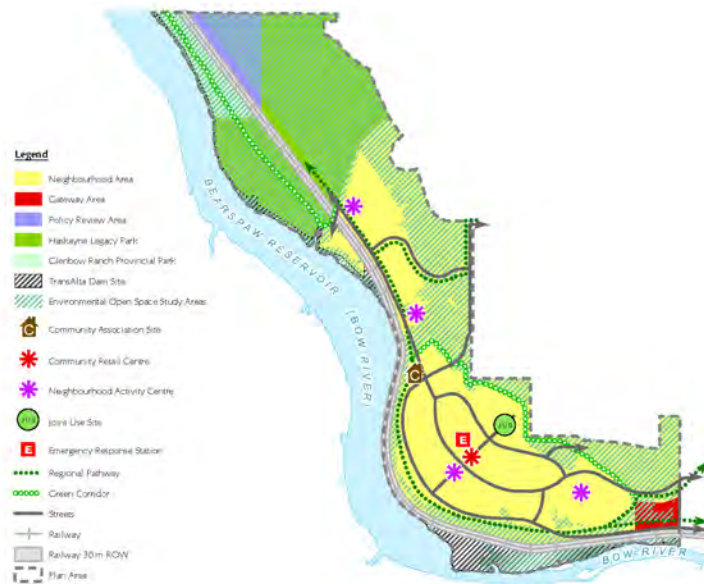 Legend
Neighbourhood Area
Gateway Area
Policy Review Area
Haskayne Legacy Park
Glenbow Ranch Provincial Park
TransAlta Dam Site
Environmental Open Space Study Areas
C
Community Association Site
Community Retail Centre
Neighbourhood Activity Centre
JUS
Joint Use Site
E
Emergency Response Station
Regional Pathway
Green Corridor
Streets
Railway
Railway 30m ROW
Plan Area
BEARSPAW RESERVOIR (BOW RIVER)
C
JUS
E
BOW RIVER